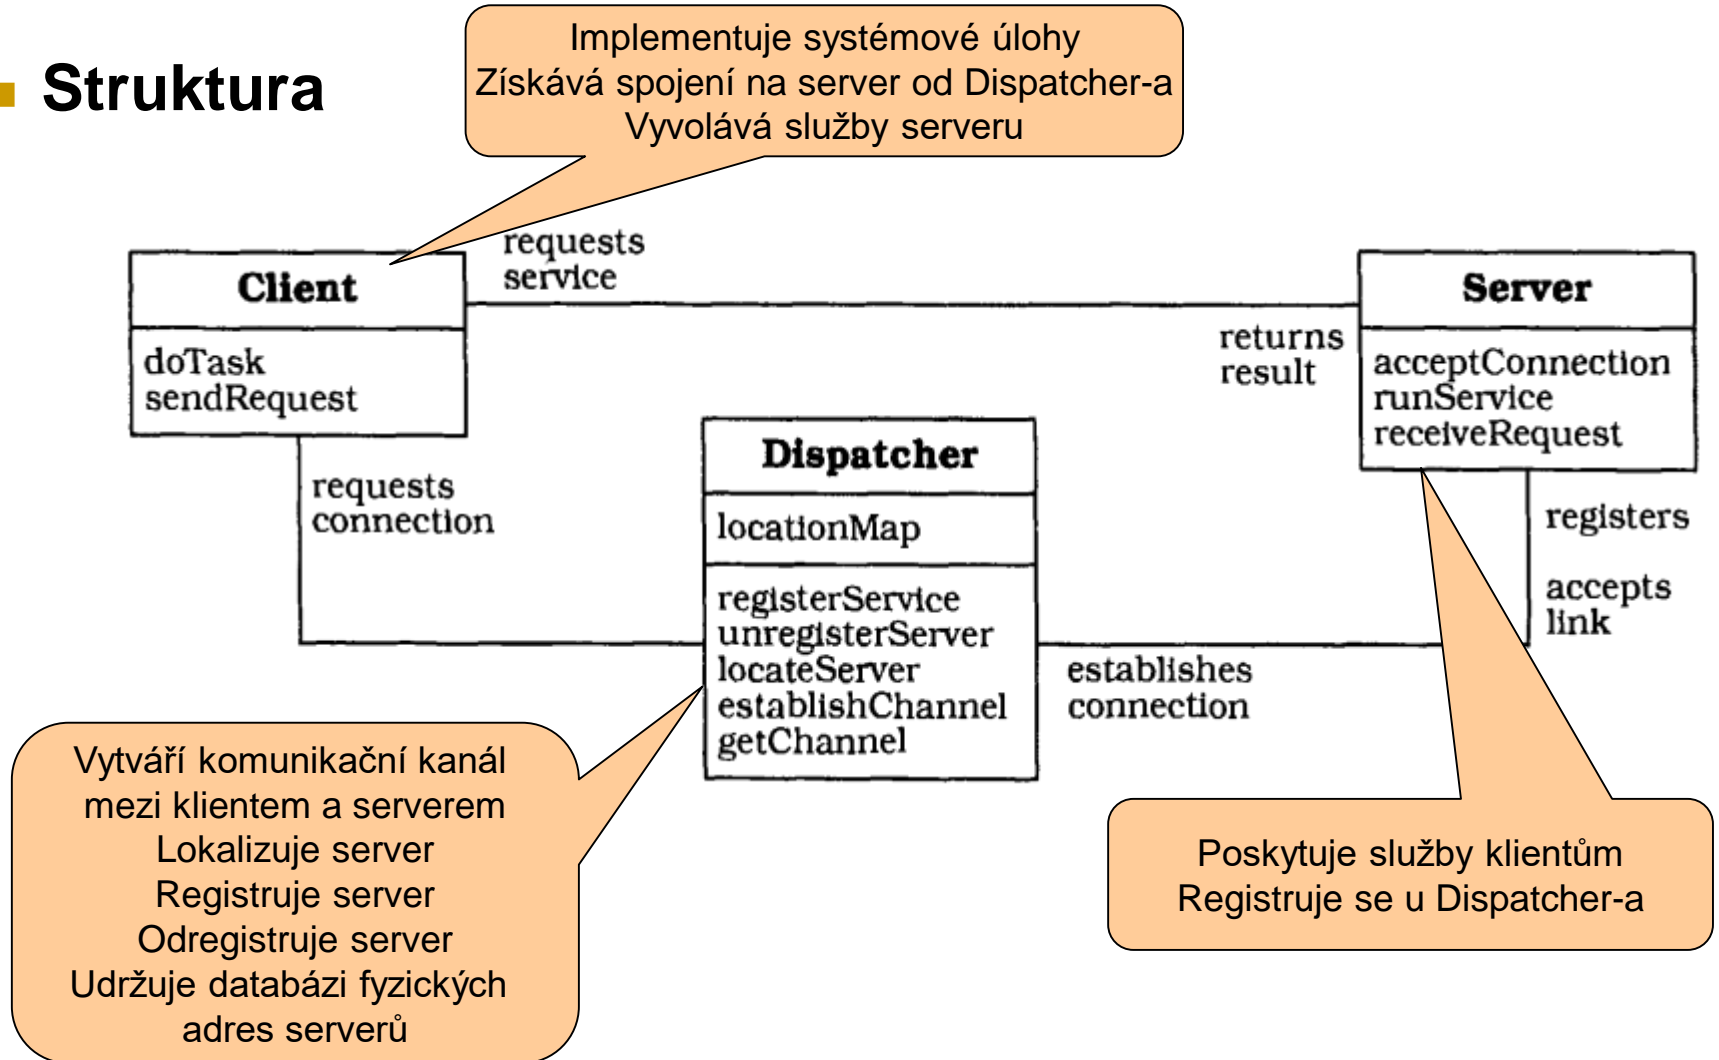 Struktura
Implementuje systémové úlohy
Získává spojení na server od Dispatcher-a
Vyvolává služby serveru
requests
service
Client
doTask
sendRequest
Server
acceptConnection
runService
receiveRequest
returns
result
requests
connection
Dispatcher
locationMap
registerService
unregisterServer
locateServer
establishChannel
getChannel
registers
accepts
link
establishes
connection
Vytváří komunikační kanál
mezi klientem a serverem
Lokalizuje server
Registruje server
Odregistruje server
Udržuje databázi fyzických
adres serverů
Poskytuje služby klientům
Registruje se u Dispatcher-a